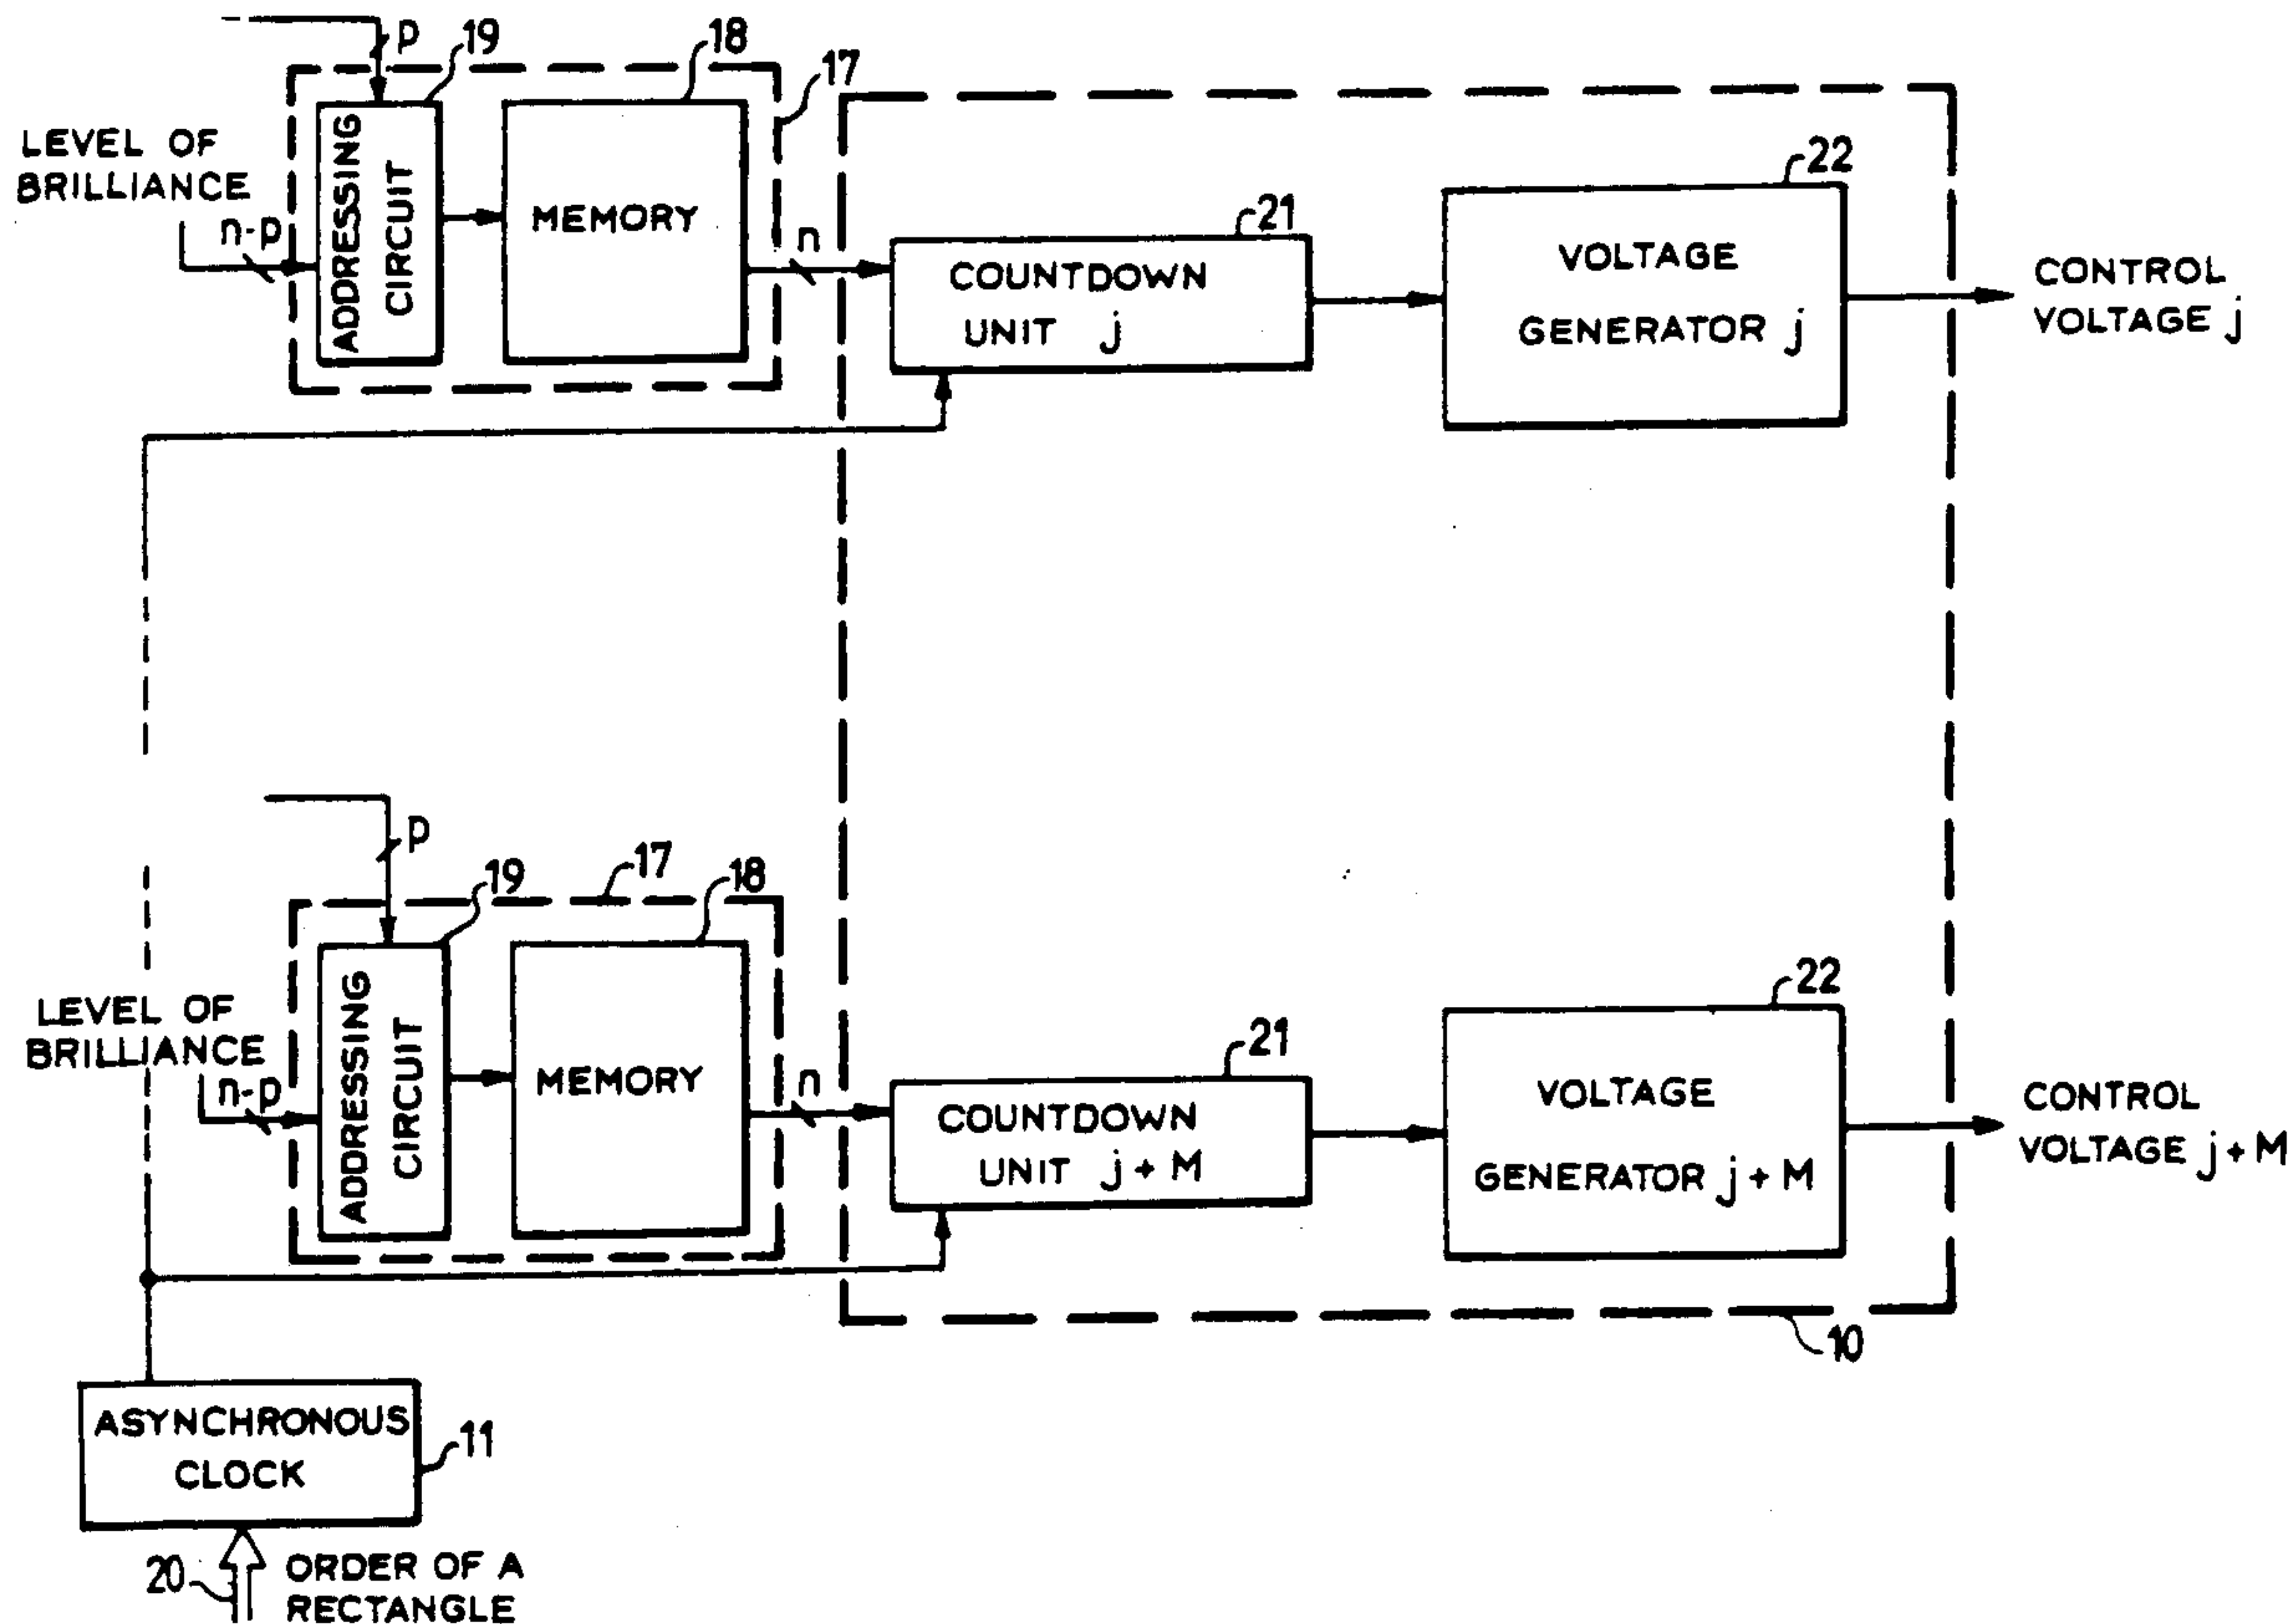 p
19
18
17
LEVEL OF
BRILLIANCE
n-p
ADDRESSING
CIRCUIT
MEMORY
n
21
COUNTDOWN
UNIT j
22
VOLTAGE
GENERATOR j
CONTROL
VOLTAGE j
p
19
17
18
LEVEL OF
BRILLIANCE
n-p
ADDRESSING
CIRCUIT
MEMORY
n
21
COUNTDOWN
UNIT j + M
22
VOLTAGE
GENERATOR j + M
CONTROL
VOLTAGE j + M
10
ASYNCHRONOUS
CLOCK
11
20
ORDER OF A
RECTANGLE